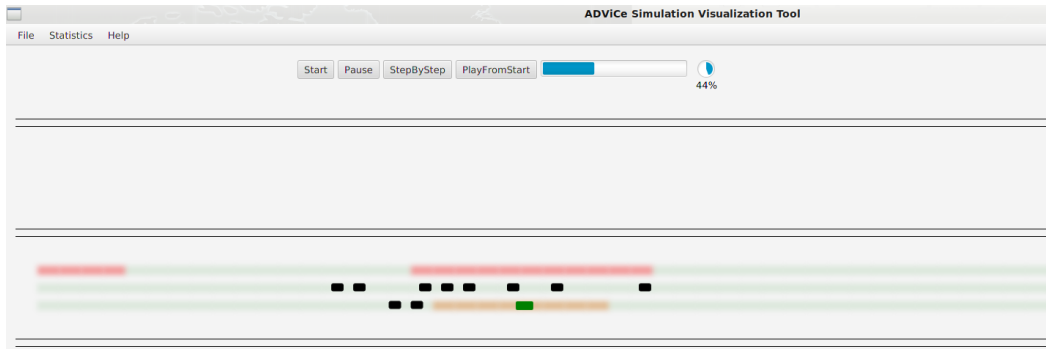 ADViCe Simulation Visualization Tool
File Statistics Help
Start Pause StepByStep PlayFromStart
44%